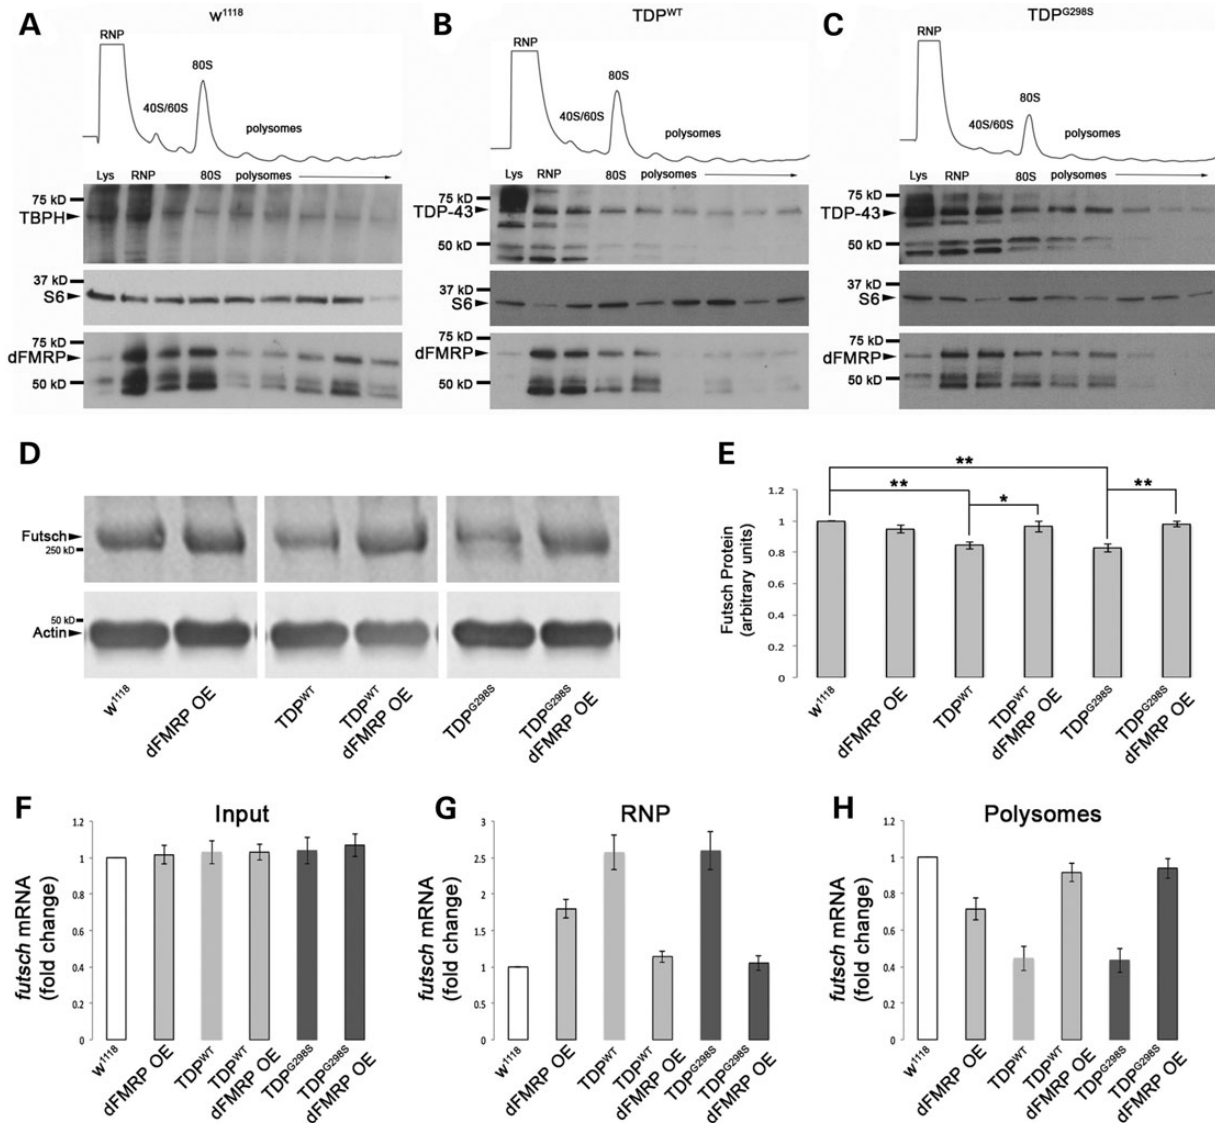 A
w1118
RNP
40S/60S
80S
polysomes
Lys RNP 80S polysomes
75 kD
TBPH
50 kD
37 kD
S6
75 kD
dFMRP
50 kD
B
TDPWT
RNP
40S/60S
80S
polysomes
Lys RNP 80S polysomes
75 kD
TDP-43
50 kD
37 kD
S6
75 kD
dFMRP
50 kD
C
TDPG298S
RNP
40S/60S
80S
polysomes
Lys RNP 80S polysomes
75 kD
TDP-43
50 kD
37 kD
S6
75 kD
dFMRP
50 kD
D
Futsch
250 kD
50 kD
Actin
w1118
dFMRP OE
TDPWT
TDPWT
dFMRP OE
TDPG298S
TDPG298S
dFMRP OE
E
**
**
*
**
Futsch Protein
(arbitrary units)
1.2
1
0.8
0.6
0.4
0.2
0
w1118
dFMRP OE
TDPWT
TDPWT
dFMRP OE
TDPG298S
TDPG298S
dFMRP OE
F
Input
futsch mRNA
(fold change)
1.2
1
0.8
0.6
0.4
0.2
0
w1118
dFMRP OE
TDPWT
TDPWT
dFMRP OE
TDPG298S
TDPG298S
dFMRP OE
G
RNP
futsch mRNA
(fold change)
3
2.5
2
1.5
1
0.5
0
w1118
dFMRP OE
TDPWT
TDPWT
dFMRP OE
TDPG298S
TDPG298S
dFMRP OE
H
Polysomes
futsch mRNA
(fold change)
1.2
1
0.8
0.6
0.4
0.2
0
w1118
dFMRP OE
TDPWT
TDPWT
dFMRP OE
TDPG298S
TDPG298S
dFMRP OE